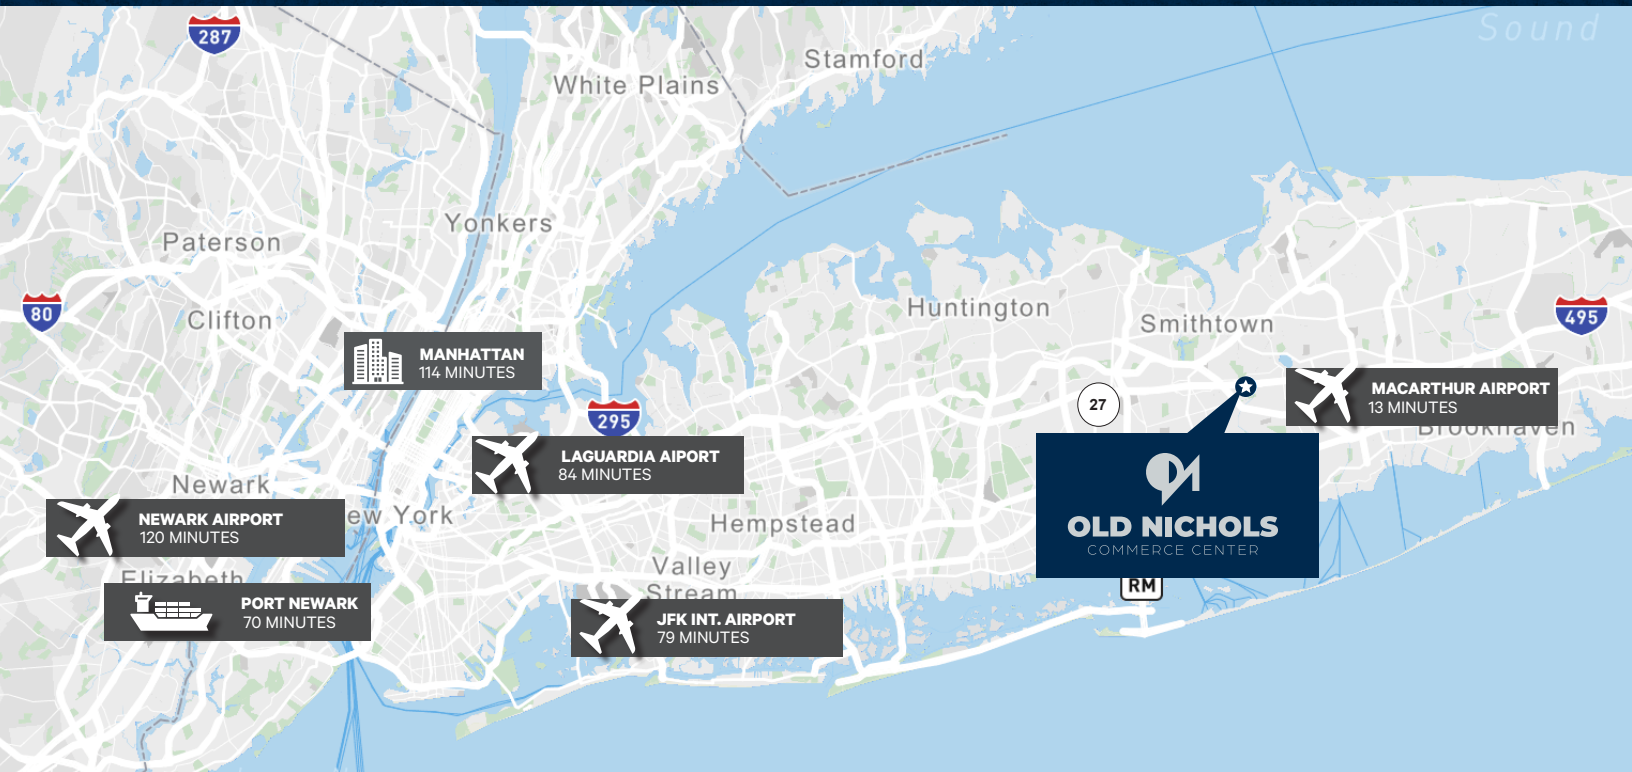 Sound
287
Stamford
White Plains
Yonkers
Paterson
80
Clifton
Huntington
Smithtown
495
MANHATTAN
114 MINUTES
MACARTHUR AIRPORT
13 MINUTES
27
295
Brookhaven
LAGUARDIA AIPORT
84 MINUTES
Newark
NEWARK AIRPORT
120 MINUTES
ew York
Hempstead
OLD NICHOLS
COMMERCE CENTER
Valley
Stream
Elizabeth
RM
PORT NEWARK
70 MINUTES
JFK INT. AIRPORT
79 MINUTES